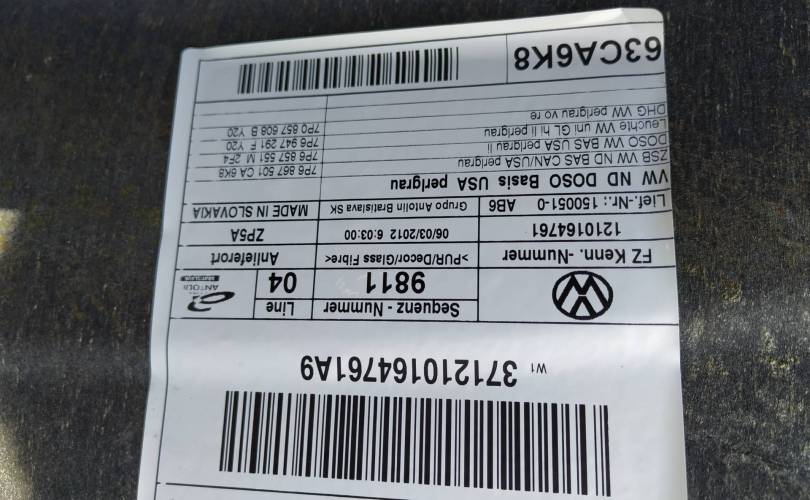 W1 371210164761A9
Sequenz - Nummer Line
9811 04
ANTOLIN
FZ Kenn. -Nummer >PUR/Decor/Glass Fibre< Anlieferort
1210164761 06/03/2012 6:03:00 ZP5A
Lief.-Nr.: 150051-0 AB6 Grupo Antolin Bratislava SK MADE IN SLOVAKIA
VW ND DOSO Basis USA perlgrau
ZSB VW ND BAS CAN/USA perlgrau 7P6 867 501 CA 6K8
DOSO VW BAS USA perlgrau li 7P6 857 551 M 2F4
Leuchte VW uni GL hi li perlgrau 7P6 947 291 F Y20
DHG VW perlgrau vo re 7P0 857 608 B Y20
63CA6K8